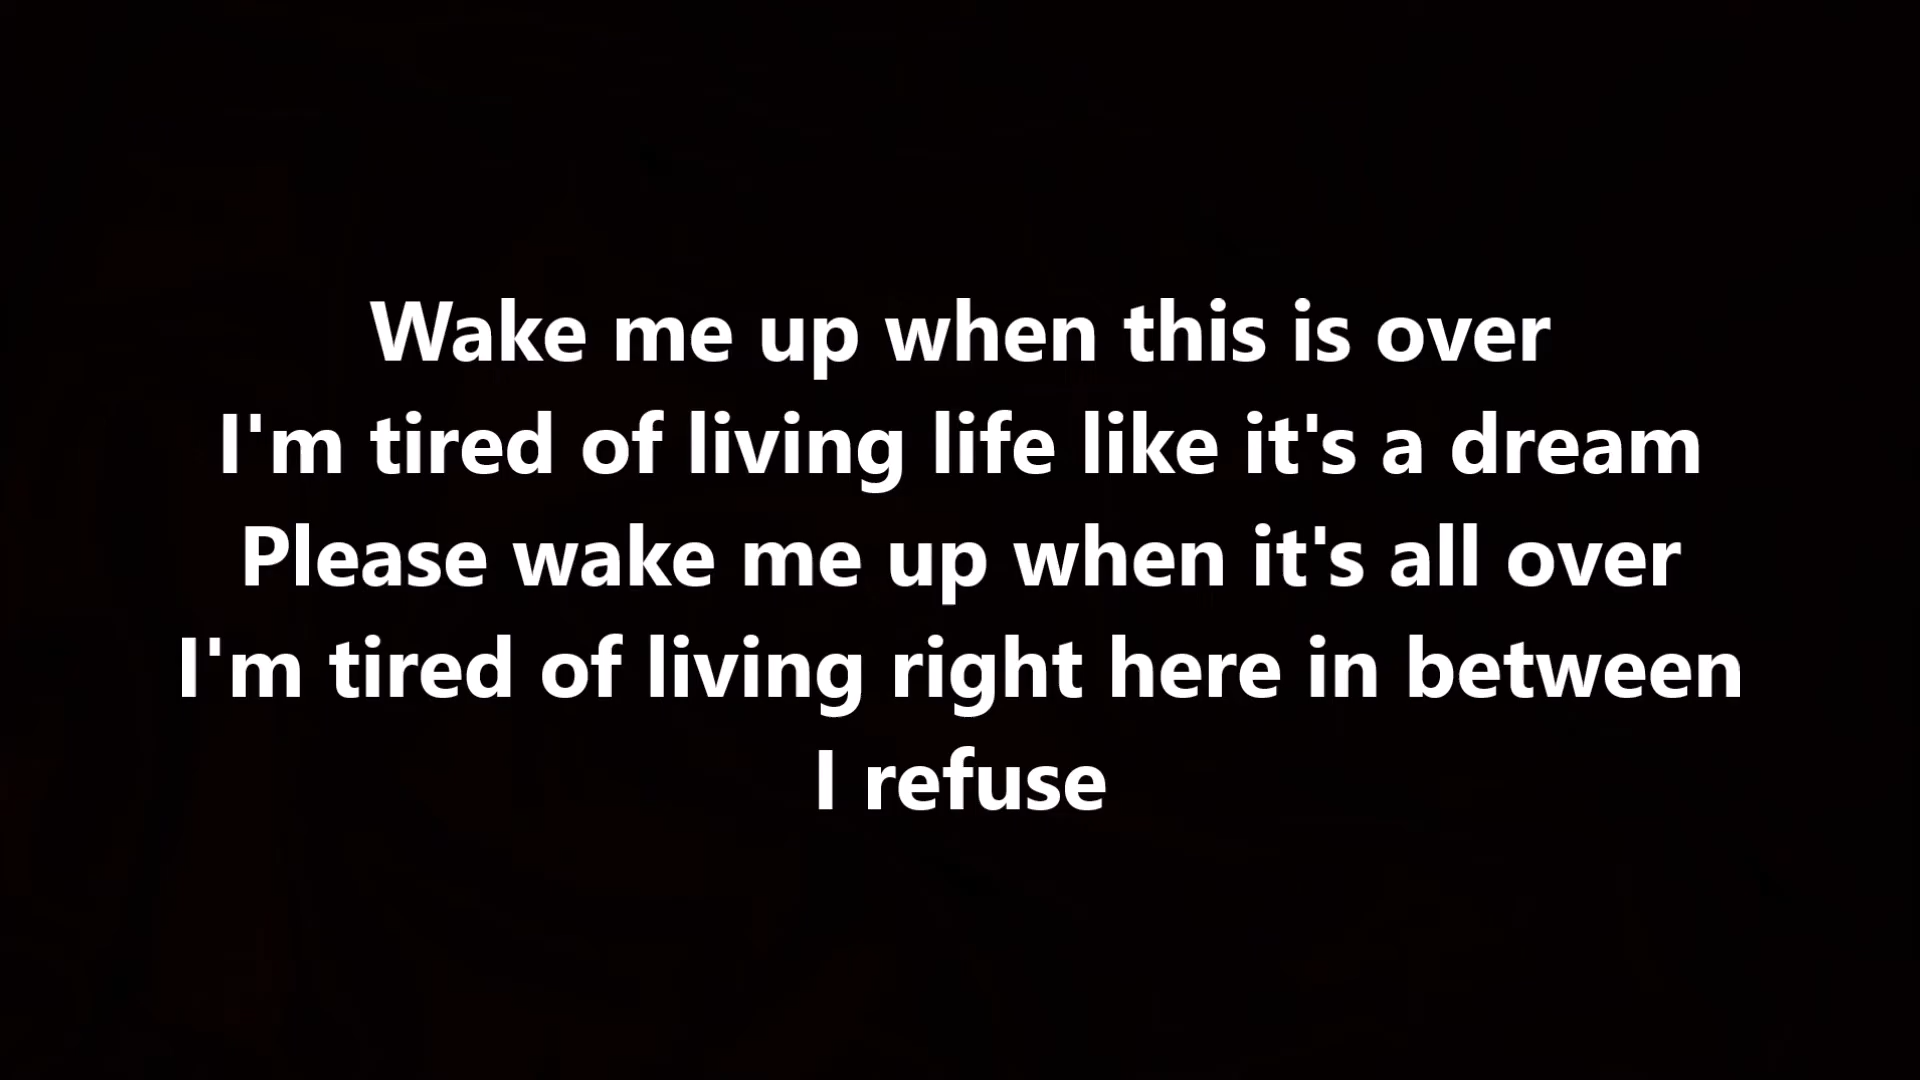 Wake me up when this is over
I'm tired of living life like it's a dream
Please wake me up when it's all over
I'm tired of living right here in between
I refuse